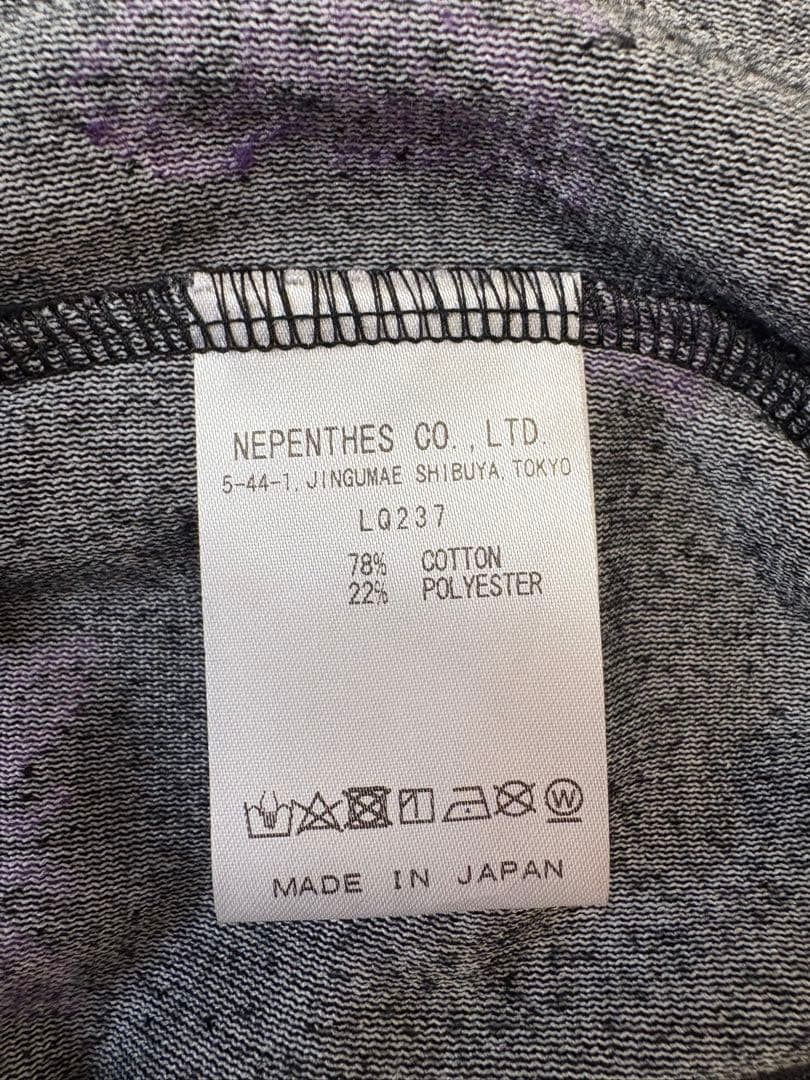 NEPENTHES CO., LTD.
5-44-1, JINGUMAE SHIBUYA, TOKYO
LQ237
78% COTTON
22% POLYESTER
W
MADE IN JAPAN